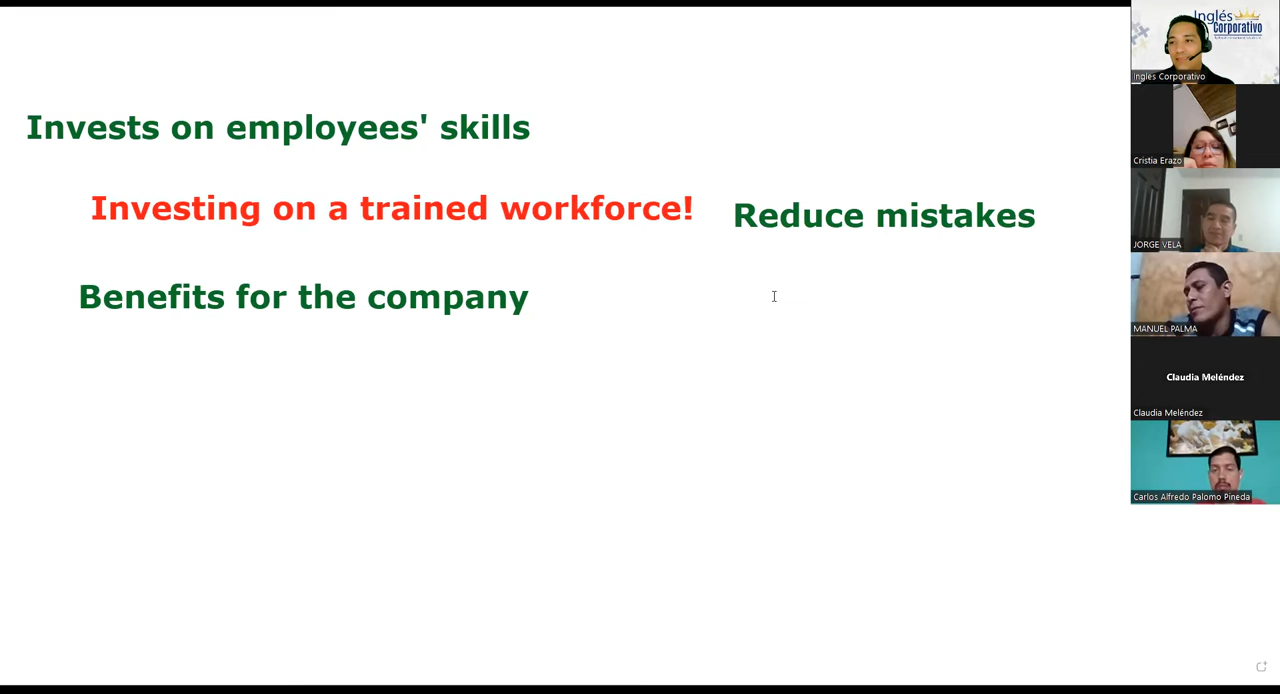 Invests on employees' skills
Investing on a trained workforce!
Reduce mistakes
Benefits for the company
Inglés
Corporativo
Inglés Corporativo
Cristia Erazo
JORGE VELA
MANUEL PALMA
Claudia Meléndez
Claudia Meléndez
Carlos Alfredo Palomo Pineda